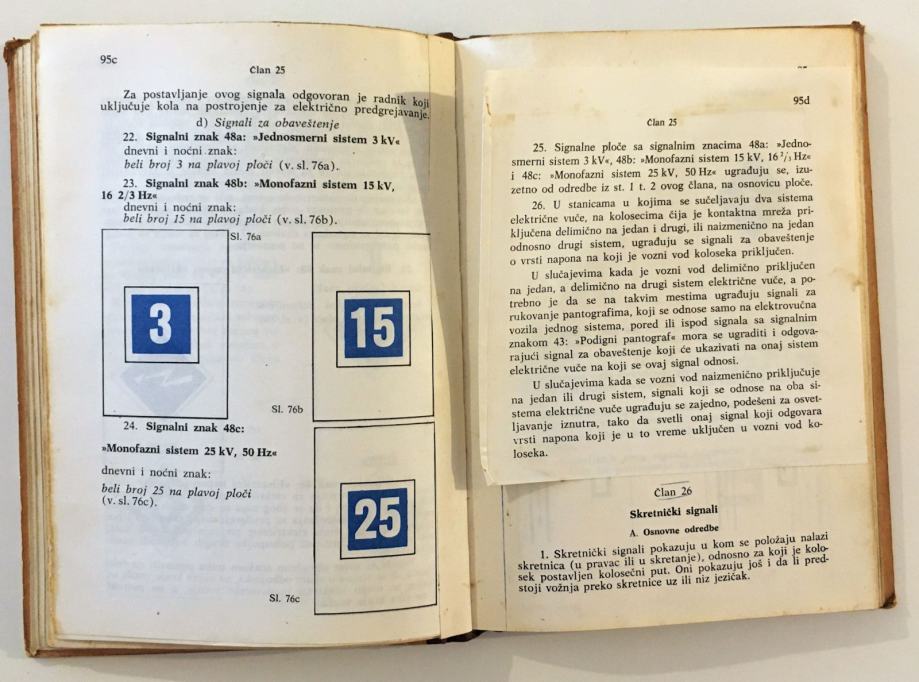 95c
Član 25
Za postavljanje ovog signala odgovoran je radnik koji
uključuje kola na postrojenje za električno predgrejavanje.
d) Signali za obaveštenje
22. Signalni znak 48a: »Jednosmerni sistem 3 kV«
dnevni i noćni znak:
beli broj 3 na plavoj ploči (v. sl. 76a).
23. Signalni znak 48b: »Monofazni sistem 15 kV,
16 2/3 Hz«
dnevni i noćni znak:
beli broj 15 na plavoj ploči (v. sl. 76b).
Sl. 76a
3
15
Sl. 76b
24. Signalni znak 48c:
»Monofazni sistem 25 kV, 50 Hz«
dnevni i noćni znak:
beli broj 25 na plavoj ploči
(v. sl. 76c).
25
Sl. 76c
95d
Član 25
25. Signalne ploče sa signalnim znacima 48a: »Jedno-
smerni sistem 3 kV«, 48b: »Monofazni sistem 15 kV, 16 2/3 Hz«
i 48c: »Monofazni sistem 25 kV, 50 Hz« ugrađuju se, izu-
zetno od odredbe iz st. 1 t. 2 ovog člana, na osnovicu ploče.
26. U stanicama u kojima se sučeljavaju dva sistema
električne vuče, na kolosecima čija je kontaktna mreža pri-
ključena delimično na jedan i drugi, ili naizmenično na jedan
odnosno drugi sistem, ugrađuju se signali za obaveštenje
o vrsti napona na koji je vozni vod koloseka priključen.
U slučajevima kada je vozni vod delimično priključen
na jedan, a delimično na drugi sistem električne vuče, a po-
trebno je da se na takvim mestima ugrađuju signali za
rukovanje pantografima, koji se odnose samo na elektrovučna
vozila jednog sistema, pored ili ispod signala sa signalnim
znakom 43: »Podigni pantograf« mora se ugraditi i odgova-
rajući signal za obaveštenje koji će ukazivati na onaj sistem
električne vuče na koji se ovaj signal odnosi.
U slučajevima kada se vozni vod naizmenično priključuje
na jedan ili drugi sistem, signali koji se odnose na oba si-
stema električne vuče ugrađuju se zajedno, podešeni za osvet-
ljavanje iznutra, tako da svetli onaj signal koji odgovara
vrsti napona koji je u to vreme uključen u vozni vod ko-
loseka.
Član 26
Skretnički signali
A. Osnovne odredbe
1. Skretnički signali pokazuju u kom se položaju nalazi
skretnica (u pravac ili u skretanje), odnosno za koji je kolo-
sek postavljen kolosečni put. Oni pokazuju još i da li pred-
stoji vožnja preko skretnice uz ili niz jezičak.